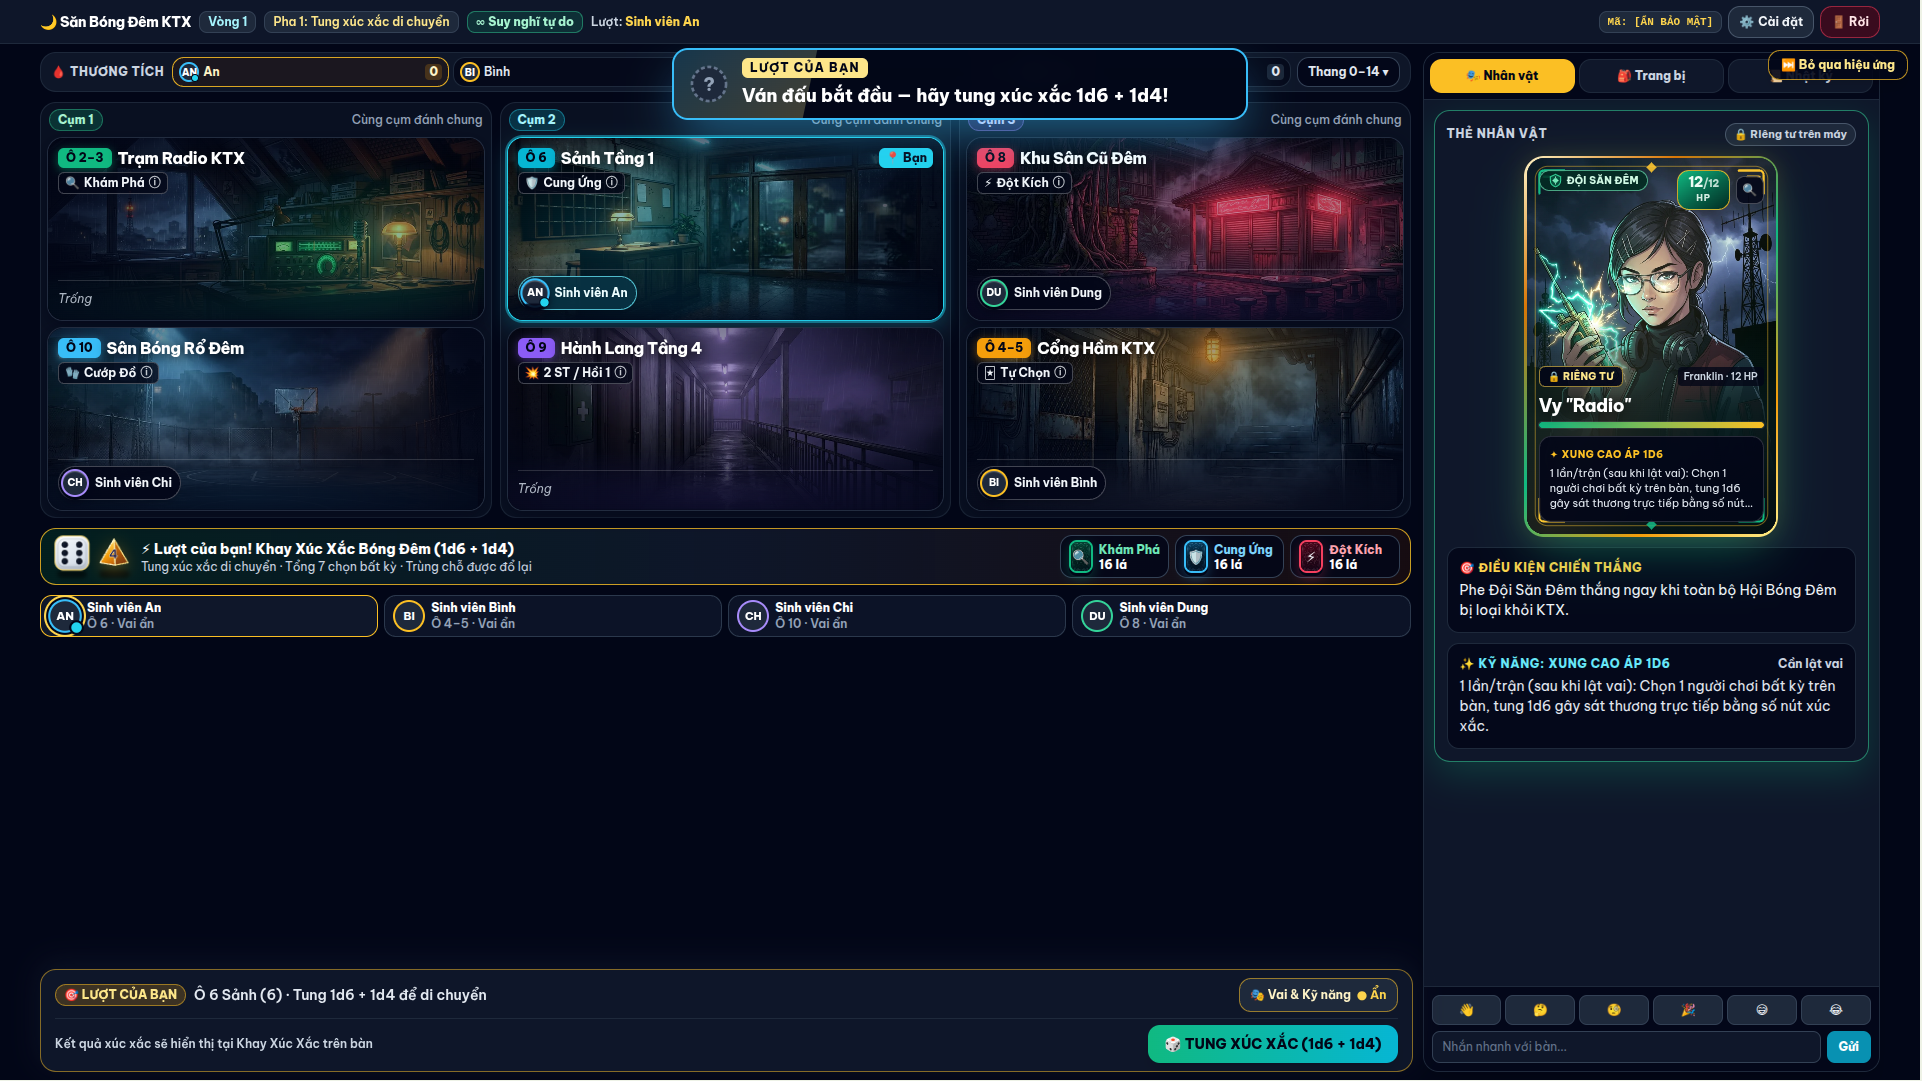 🌙 Săn Bóng Đêm KTX
Vòng 1
Pha 1: Tung xúc xắc di chuyển
∞ Suy nghĩ tự do
Lượt: Sinh viên An
Mã: [ẨN BẢO MẬT]
⚙️ Cài đặt
🚪 Rời
🩸 THƯƠNG TÍCH
AN An 0
BI Bình
0
Thang 0–14 ▾
?
LƯỢT CỦA BẠN
Ván đấu bắt đầu — hãy tung xúc xắc 1d6 + 1d4!
🎭 Nhân vật
🎒 Trang bị
⏩ Bỏ qua hiệu ứng
Cụm 1
Cùng cụm đánh chung
Cụm 2
Cùng cụm đánh chung
Cụm 3
Cùng cụm đánh chung
Ô 2–3 Trạm Radio KTX
🔍 Khám Phá ⓘ
Trống
Ô 6 Sảnh Tầng 1
📍 Bạn
🛡️ Cung Ứng ⓘ
AN Sinh viên An
Ô 8 Khu Sân Cũ Đêm
⚡ Đột Kích ⓘ
DU Sinh viên Dung
Ô 10 Sân Bóng Rổ Đêm
🧤 Cướp Đồ ⓘ
CH Sinh viên Chi
Ô 9 Hành Lang Tầng 4
💥 2 ST / Hồi 1 ⓘ
Trống
Ô 4–5 Cổng Hầm KTX
🃏 Tự Chọn ⓘ
BI Sinh viên Bình
4
⚡ Lượt của bạn! Khay Xúc Xắc Bóng Đêm (1d6 + 1d4)
Tung xúc xắc di chuyển · Tổng 7 chọn bất kỳ · Trùng chỗ được đổ lại
🔍 Khám Phá
16 lá
🛡️ Cung Ứng
16 lá
⚡ Đột Kích
16 lá
AN Sinh viên An
Ô 6 · Vai ẩn
BI Sinh viên Bình
Ô 4–5 · Vai ẩn
CH Sinh viên Chi
Ô 10 · Vai ẩn
DU Sinh viên Dung
Ô 8 · Vai ẩn
🎯 LƯỢT CỦA BẠN
Ô 6 Sảnh (6) · Tung 1d6 + 1d4 để di chuyển
🎭 Vai & Kỹ năng ● Ẩn
Kết quả xúc xắc sẽ hiển thị tại Khay Xúc Xắc trên bàn
🎲 TUNG XÚC XẮC (1d6 + 1d4)
THẺ NHÂN VẬT
🔒 Riêng tư trên máy
ĐỘI SĂN ĐÊM
12/12
HP
🔍
🔒 RIÊNG TƯ
Franklin · 12 HP
Vy "Radio"
✦ XUNG CAO ÁP 1D6
1 lần/trận (sau khi lật vai): Chọn 1
người chơi bất kỳ trên bàn, tung 1d6
gây sát thương trực tiếp bằng số nút...
🎯 ĐIỀU KIỆN CHIẾN THẮNG
Phe Đội Săn Đêm thắng ngay khi toàn bộ Hội Bóng Đêm
bị loại khỏi KTX.
✨ KỸ NĂNG: XUNG CAO ÁP 1D6
Cần lật vai
1 lần/trận (sau khi lật vai): Chọn 1 người chơi bất kỳ trên
bàn, tung 1d6 gây sát thương trực tiếp bằng số nút xúc
xắc.
Nhắn nhanh với bàn...
Gửi